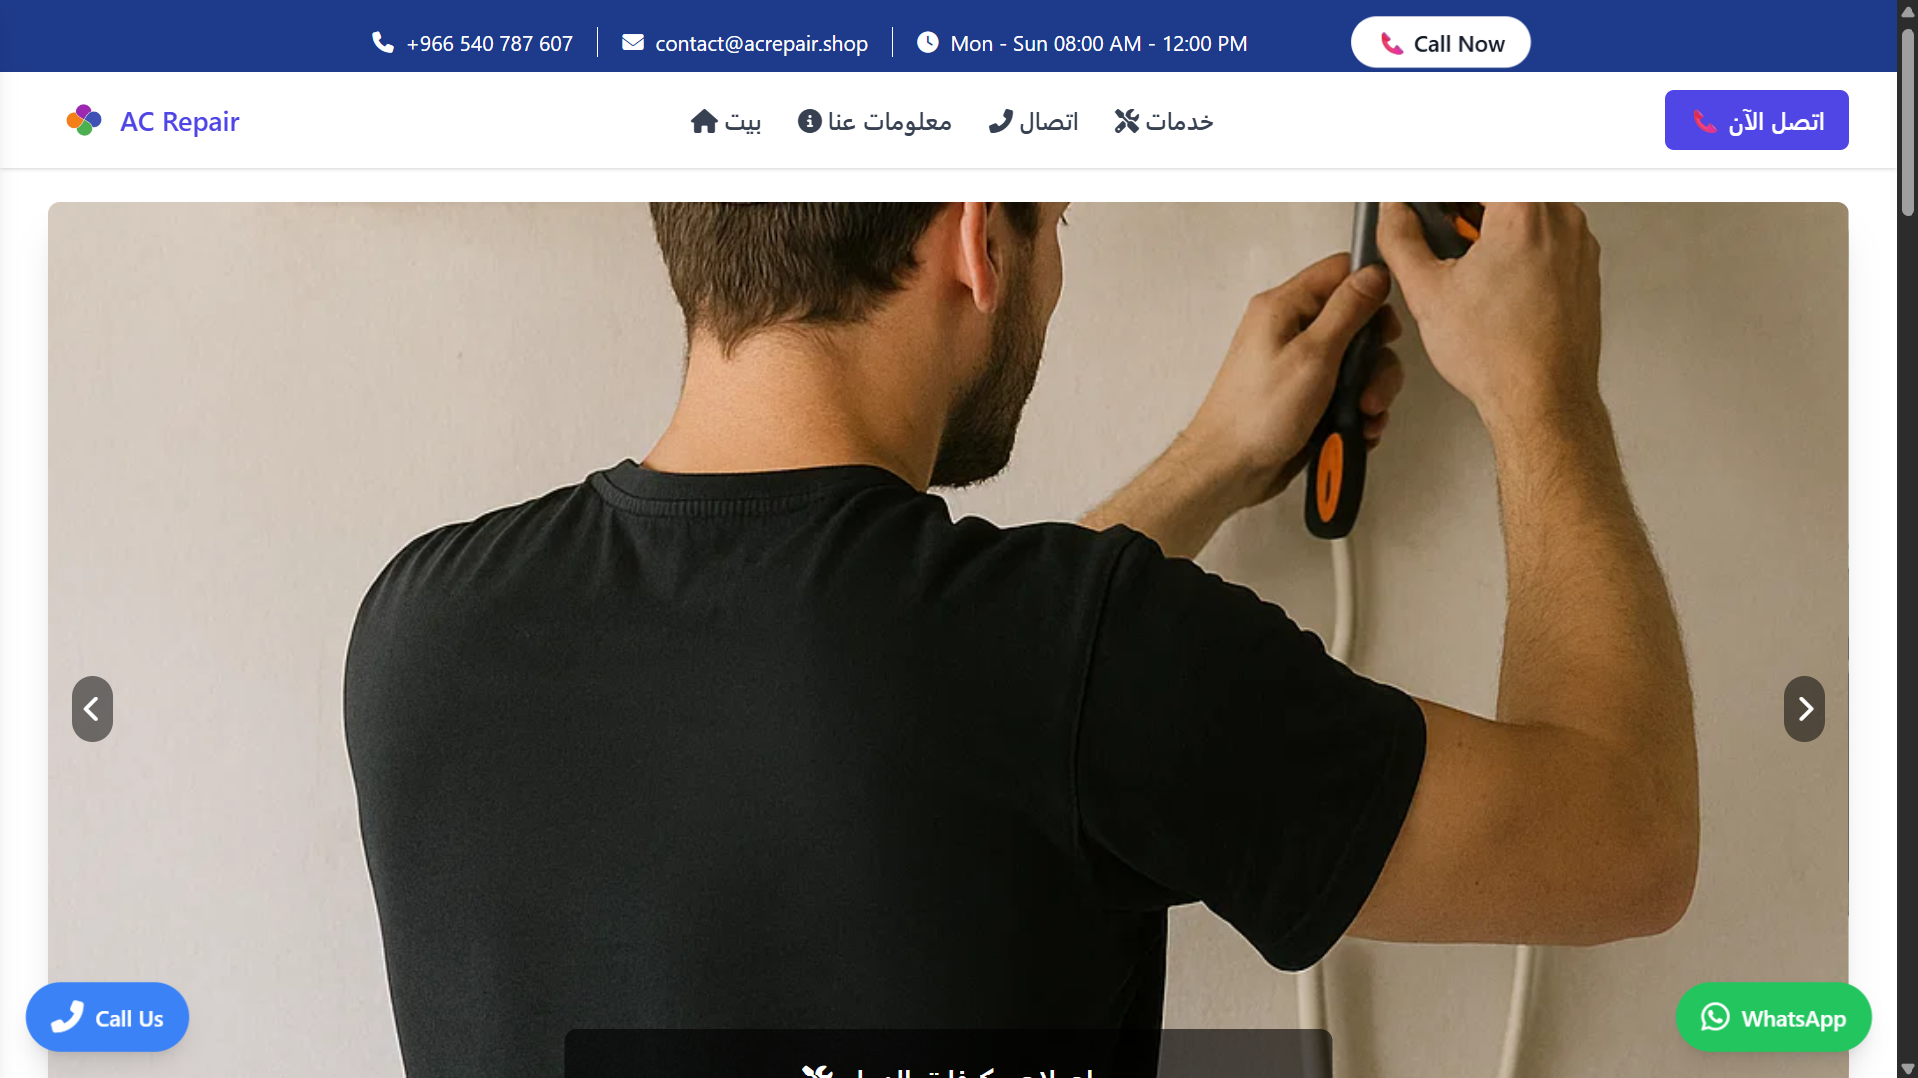 +966 540 787 607
contact@acrepair.shop
Mon - Sun 08:00 AM - 12:00 PM
Call Now
AC Repair
بيت
معلومات عنا
اتصال
خدمات
اتصل الآن
Call Us
WhatsApp